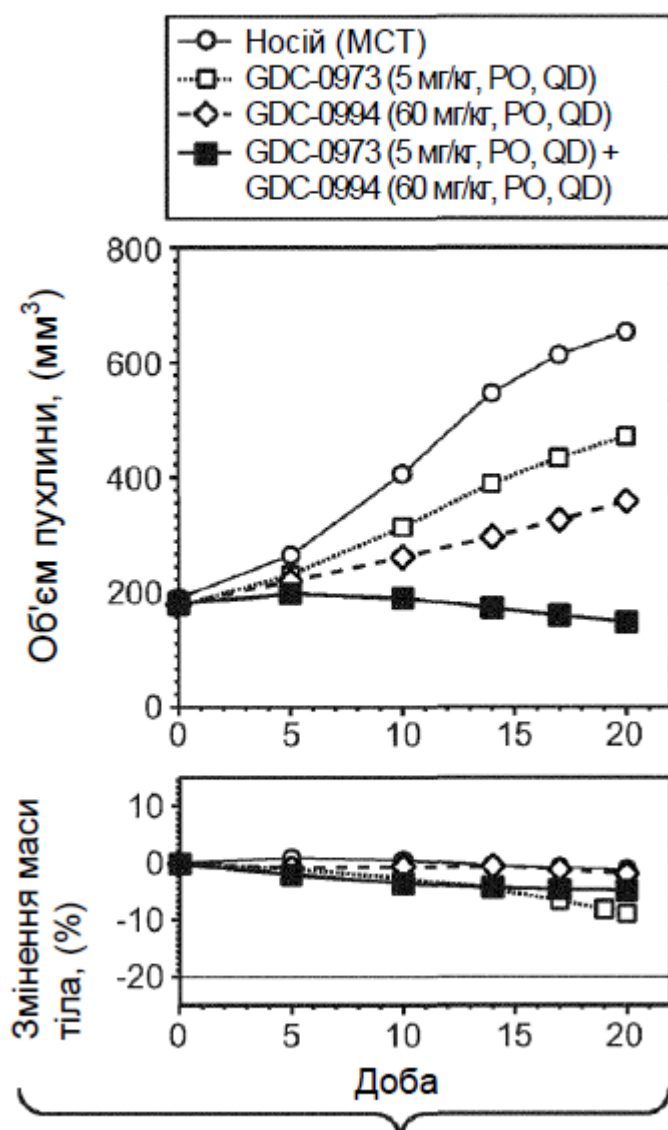 Носій (МСТ)
GDC-0973 (5 мг/кг, PO, QD)
GDC-0994 (60 мг/кг, PO, QD)
GDC-0973 (5 мг/кг, PO, QD) +
GDC-0994 (60 мг/кг, PO, QD)
Об'єм пухлини, (мм³)
800
600
400
200
0
0 5 10 15 20
Змінення маси
тіла, (%)
10
0
-10
-20
0 5 10 15 20
Доба